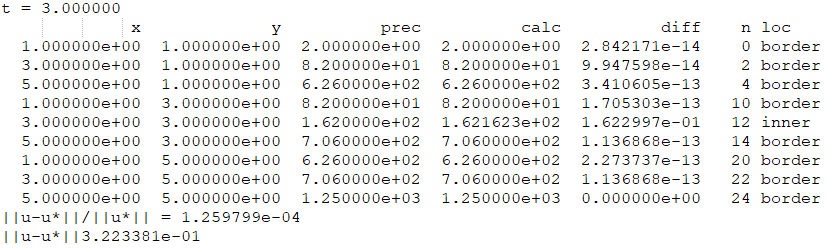 t = 3.000000
x y prec calc diff n loc
1.000000e+00 1.000000e+00 2.000000e+00 2.000000e+00 2.842171e-14 0 border
3.000000e+00 1.000000e+00 8.200000e+01 8.200000e+01 9.947598e-14 2 border
5.000000e+00 1.000000e+00 6.260000e+02 6.260000e+02 3.410605e-13 4 border
1.000000e+00 3.000000e+00 8.200000e+01 8.200000e+01 1.705303e-13 10 border
3.000000e+00 3.000000e+00 1.620000e+02 1.621623e+02 1.622997e-01 12 inner
5.000000e+00 3.000000e+00 7.060000e+02 7.060000e+02 1.136868e-13 14 border
1.000000e+00 5.000000e+00 6.260000e+02 6.260000e+02 2.273737e-13 20 border
3.000000e+00 5.000000e+00 7.060000e+02 7.060000e+02 1.136868e-13 22 border
5.000000e+00 5.000000e+00 1.250000e+03 1.250000e+03 0.000000e+00 24 border
||u-u*||/||u*|| = 1.259799e-04
||u-u*||3.223381e-01